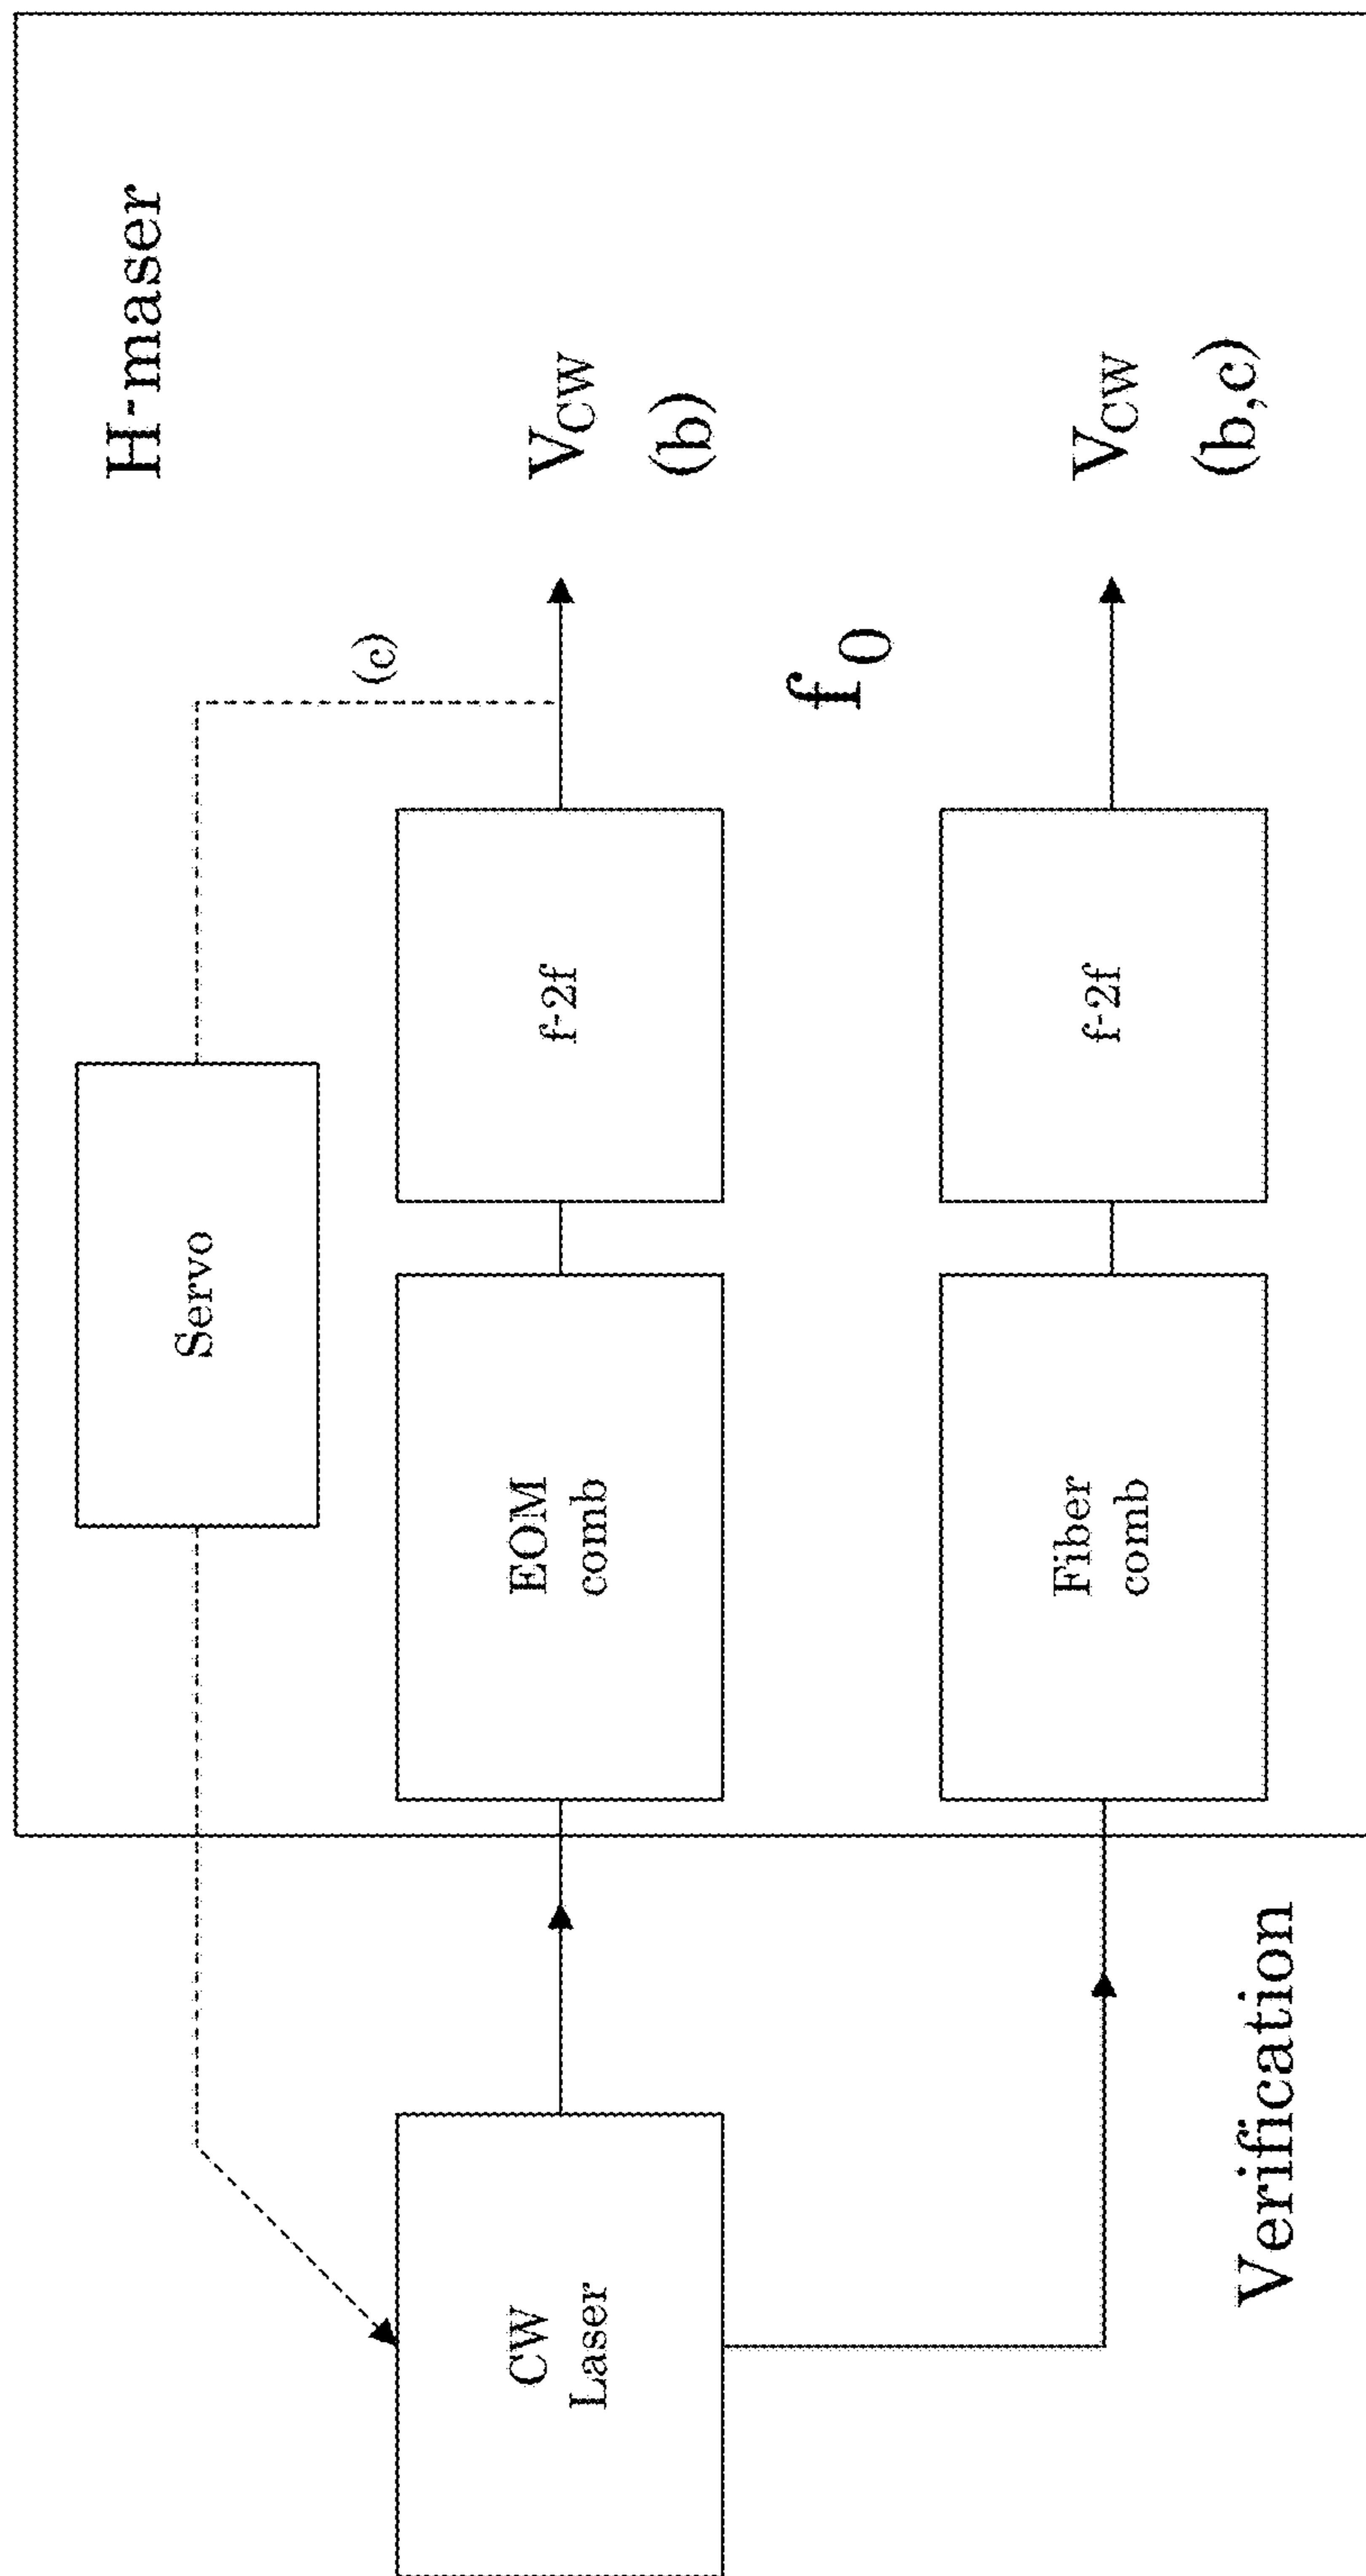 H-maser
Servo
(c)
CW
Laser
EOM
comb
f-2f
V_CW
(b)
f_0
Fiber
comb
f-2f
V_CW
(b,c)
Verification